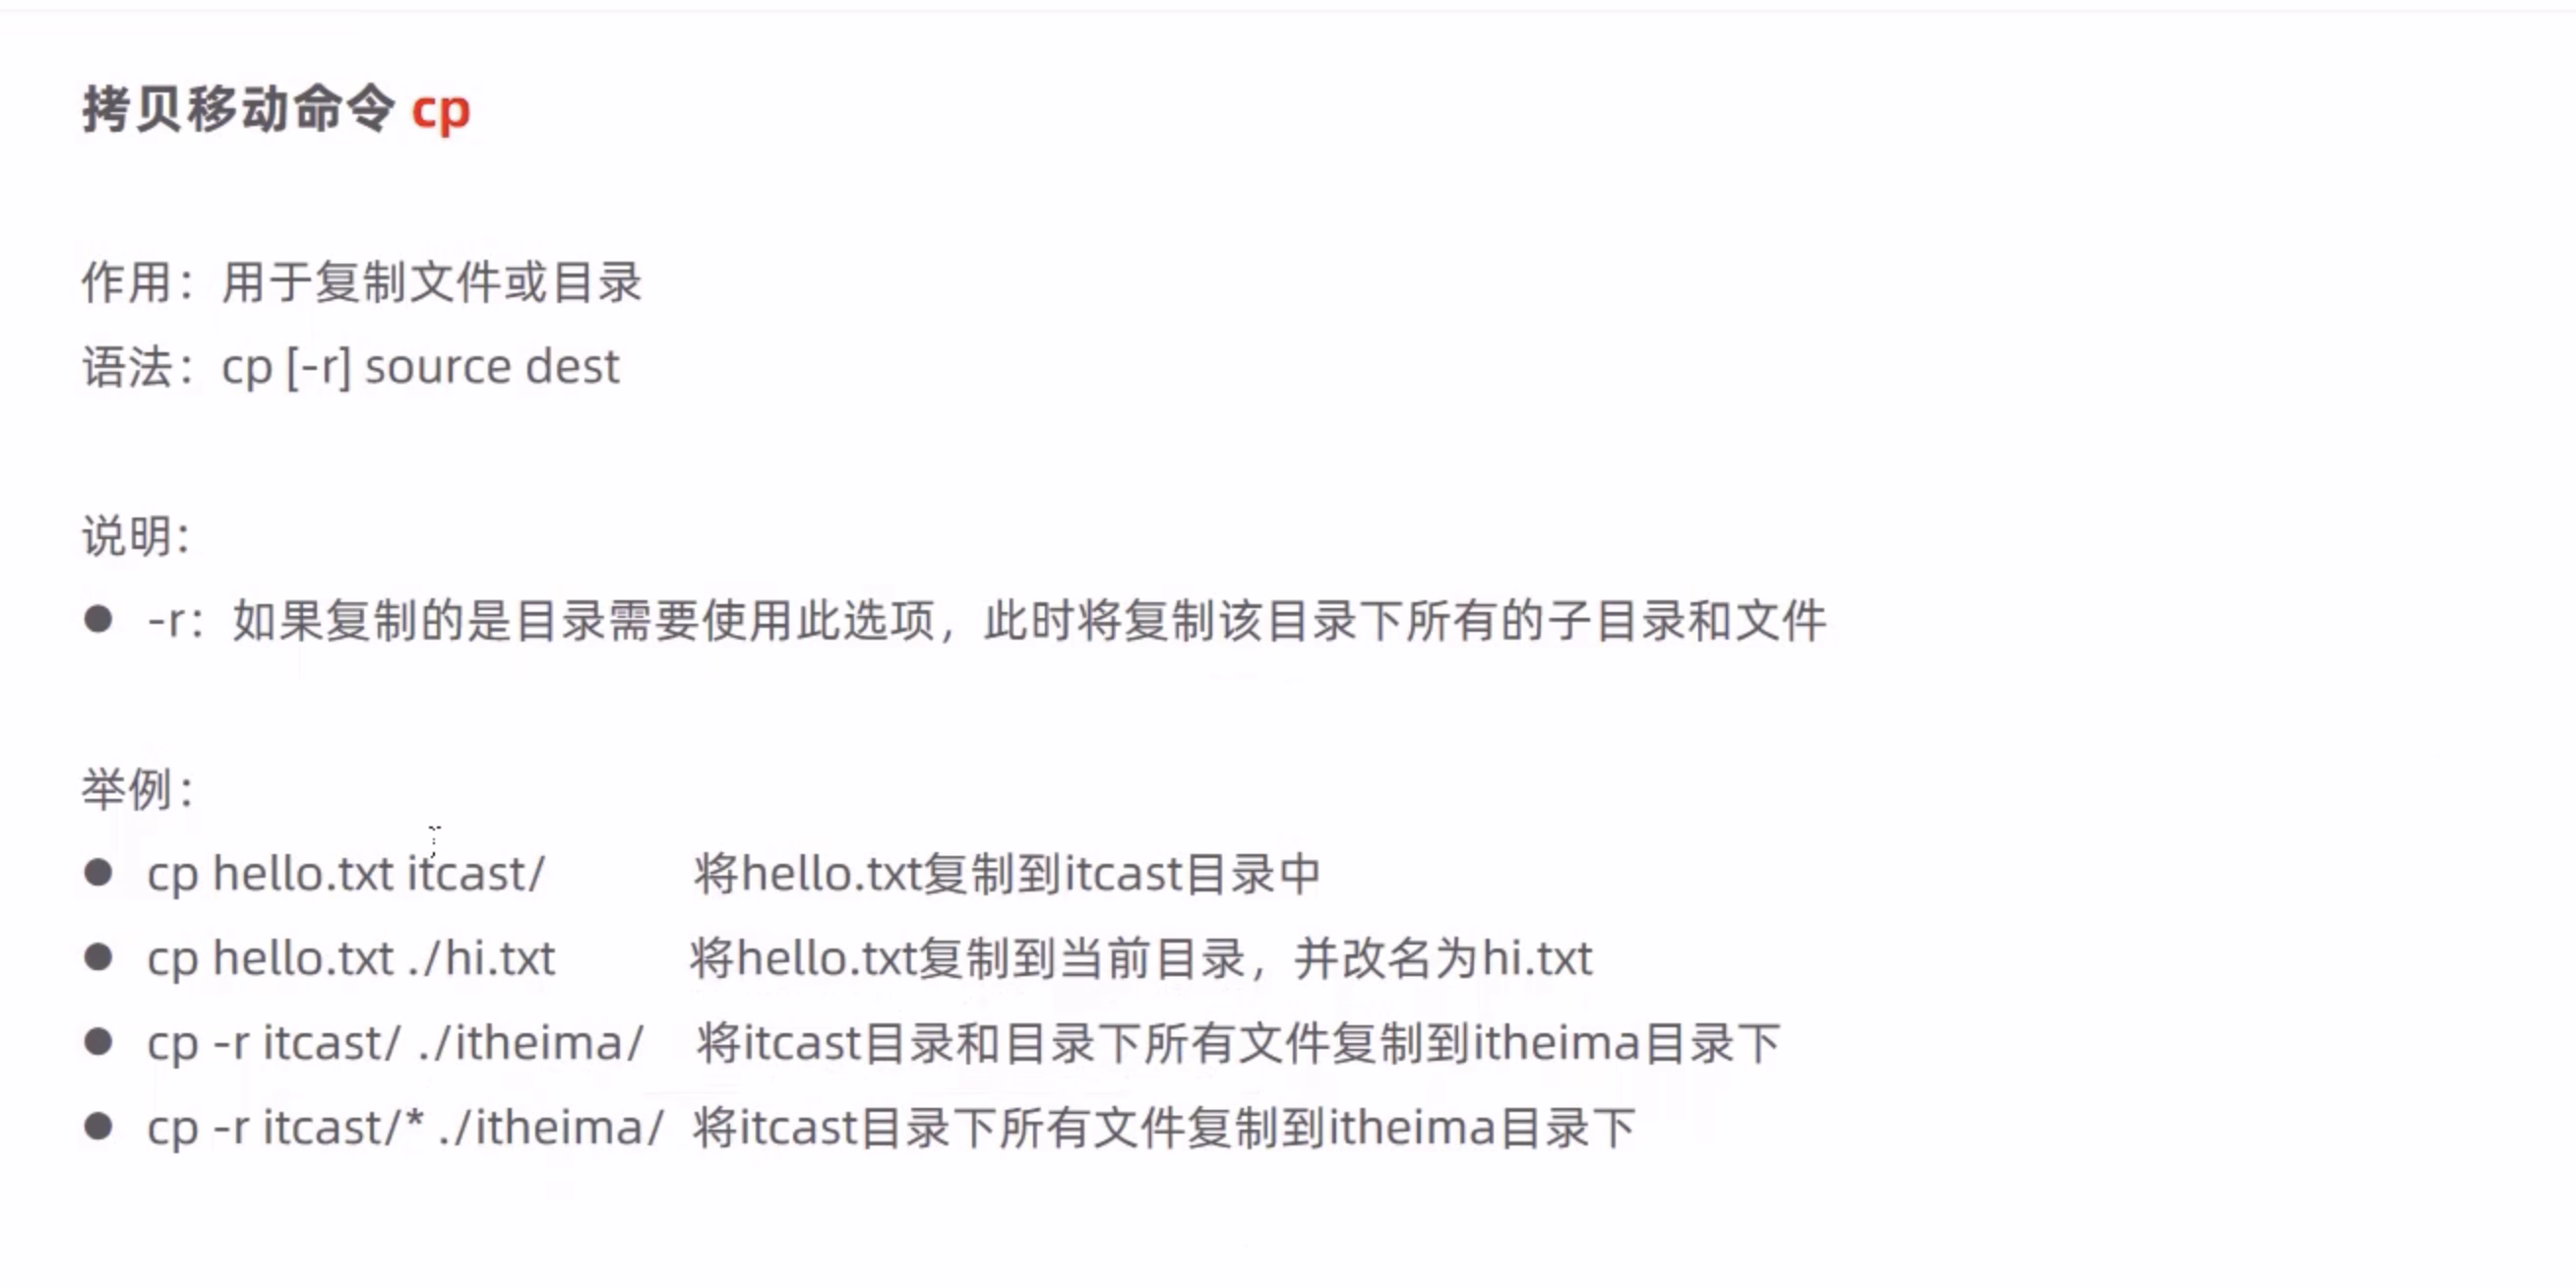 拷贝移动命令 cp
作用：用于复制文件或目录
语法：cp [-r] source dest
说明：
● -r：如果复制的是目录需要使用此选项，此时将复制该目录下所有的子目录和文件
举例：
● cp hello.txt itcast/ 将hello.txt复制到itcast目录中
● cp hello.txt ./hi.txt 将hello.txt复制到当前目录，并改名为hi.txt
● cp -r itcast/ ./itheima/ 将itcast目录和目录下所有文件复制到itheima目录下
● cp -r itcast/* ./itheima/ 将itcast目录下所有文件复制到itheima目录下